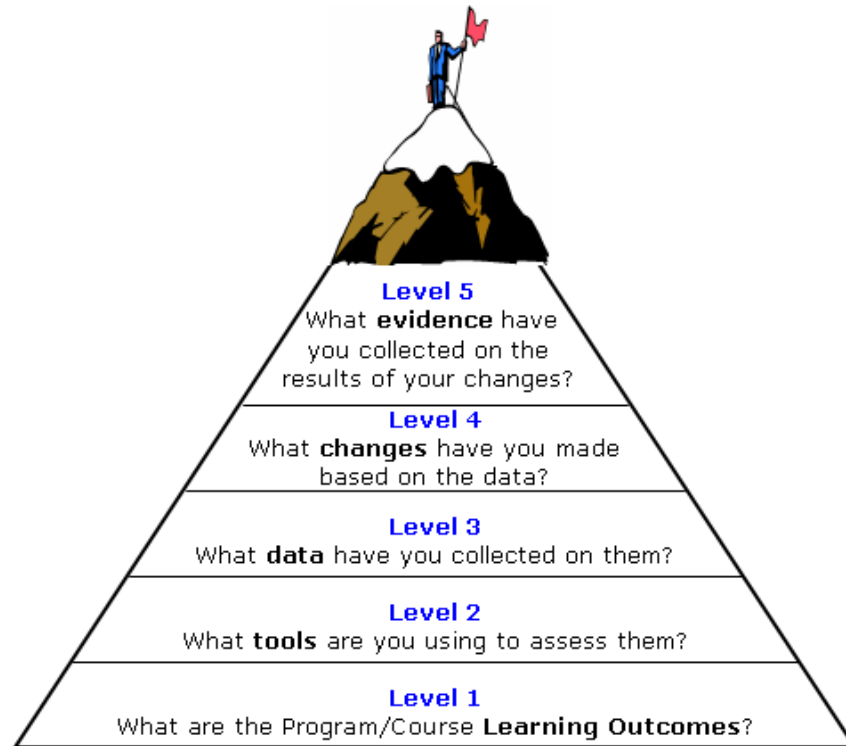 Level 5
What evidence have
you collected on the
results of your changes?
Level 4
What changes have you made
based on the data?
Level 3
What data have you collected on them?
Level 2
What tools are you using to assess them?
Level 1
What are the Program/Course Learning Outcomes?